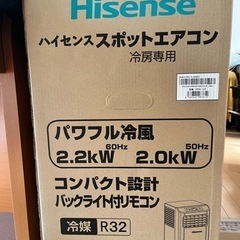 Hisense
ハイセンス スポットエアコン
冷房専用
パワフル冷風
60Hz 50Hz
2.2kW 2.0kW
コンパクト設計
バックライト付リモコン
冷媒 R32